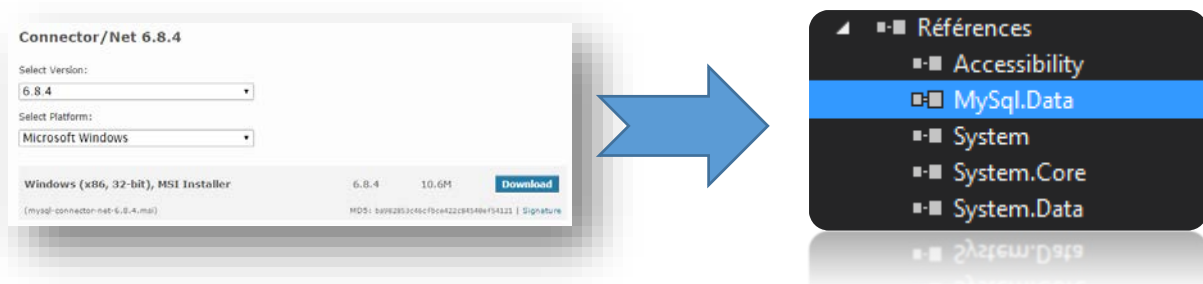 Connector/Net 6.8.4
Select Version:
6.8.4
Select Platform:
Microsoft Windows
Windows (x86, 32-bit), MSI Installer 6.8.4 10.6M Download
(mysql-connector-net-6.8.4.msi) MD5: | Signature
Références
Accessibility
MySql.Data
System
System.Core
System.Data